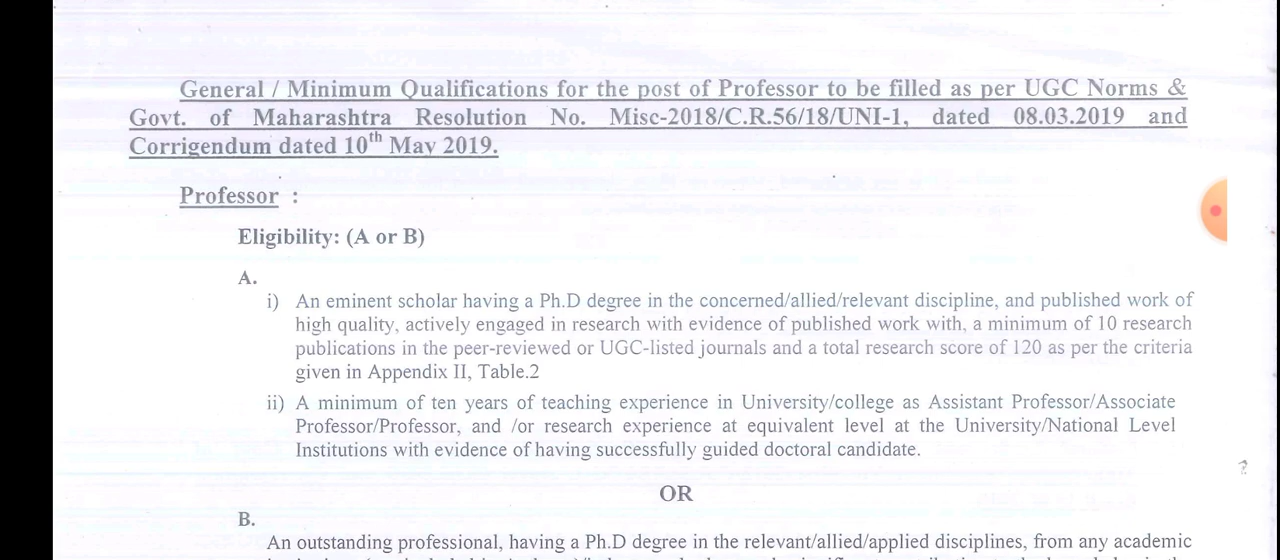 General / Minimum Qualifications for the post of Professor to be filled as per UGC Norms &
Govt. of Maharashtra Resolution No. Misc-2018/C.R.56/18/UNI-1, dated 08.03.2019 and
Corrigendum dated 10th May 2019.
Professor :
Eligibility: (A or B)
A.
i) An eminent scholar having a Ph.D degree in the concerned/allied/relevant discipline, and published work of
high quality, actively engaged in research with evidence of published work with, a minimum of 10 research
publications in the peer-reviewed or UGC-listed journals and a total research score of 120 as per the criteria
given in Appendix II, Table.2
ii) A minimum of ten years of teaching experience in University/college as Assistant Professor/Associate
Professor/Professor, and /or research experience at equivalent level at the University/National Level
Institutions with evidence of having successfully guided doctoral candidate.
OR
B.
An outstanding professional, having a Ph.D degree in the relevant/allied/applied disciplines, from any academic